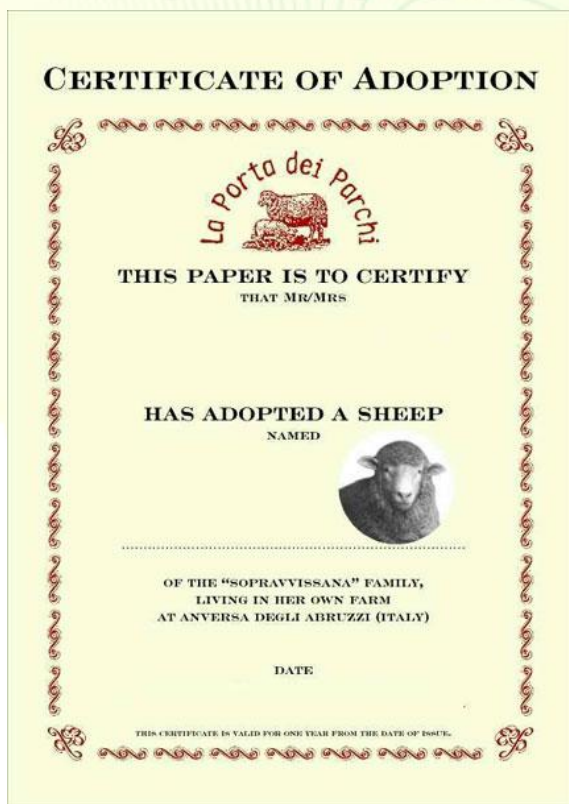 Certificate of Adoption
La Porta dei Parchi
THIS PAPER IS TO CERTIFY
THAT MR/MRS
HAS ADOPTED A SHEEP
NAMED
OF THE “SOPRAVVISSANA” FAMILY,
LIVING IN HER OWN FARM
AT ANVERSA DEGLI ABRUZZI (ITALY)
DATE
THIS CERTIFICATE IS VALID FOR ONE YEAR FROM THE DATE OF ISSUE.